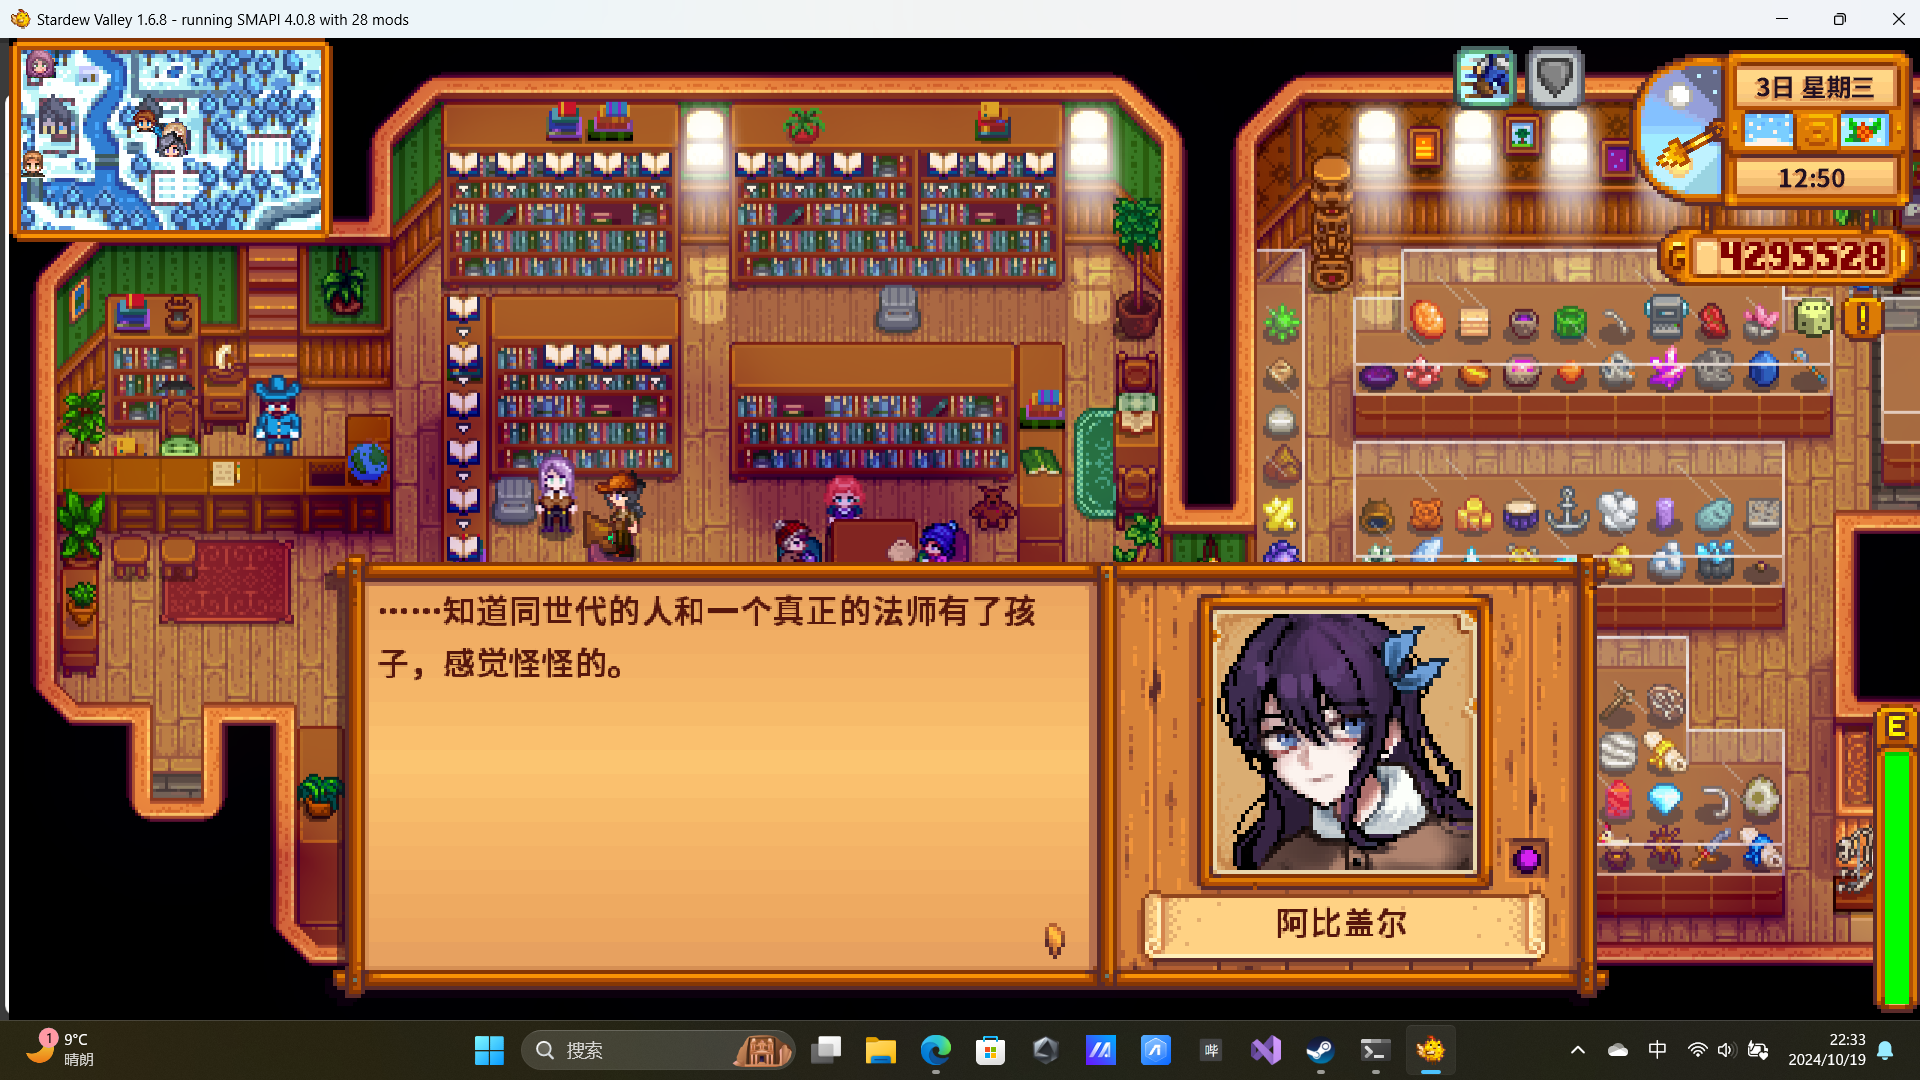 Stardew Valley 1.6.8 - running SMAPI 4.0.8 with 28 mods
3日 星期三
12:50
G 4295528
!
……知道同世代的人和一个真正的法师有了孩
子，感觉怪怪的。
阿比盖尔
E
1
9°C
晴朗
搜索
哔
中
22:33
2024/10/19